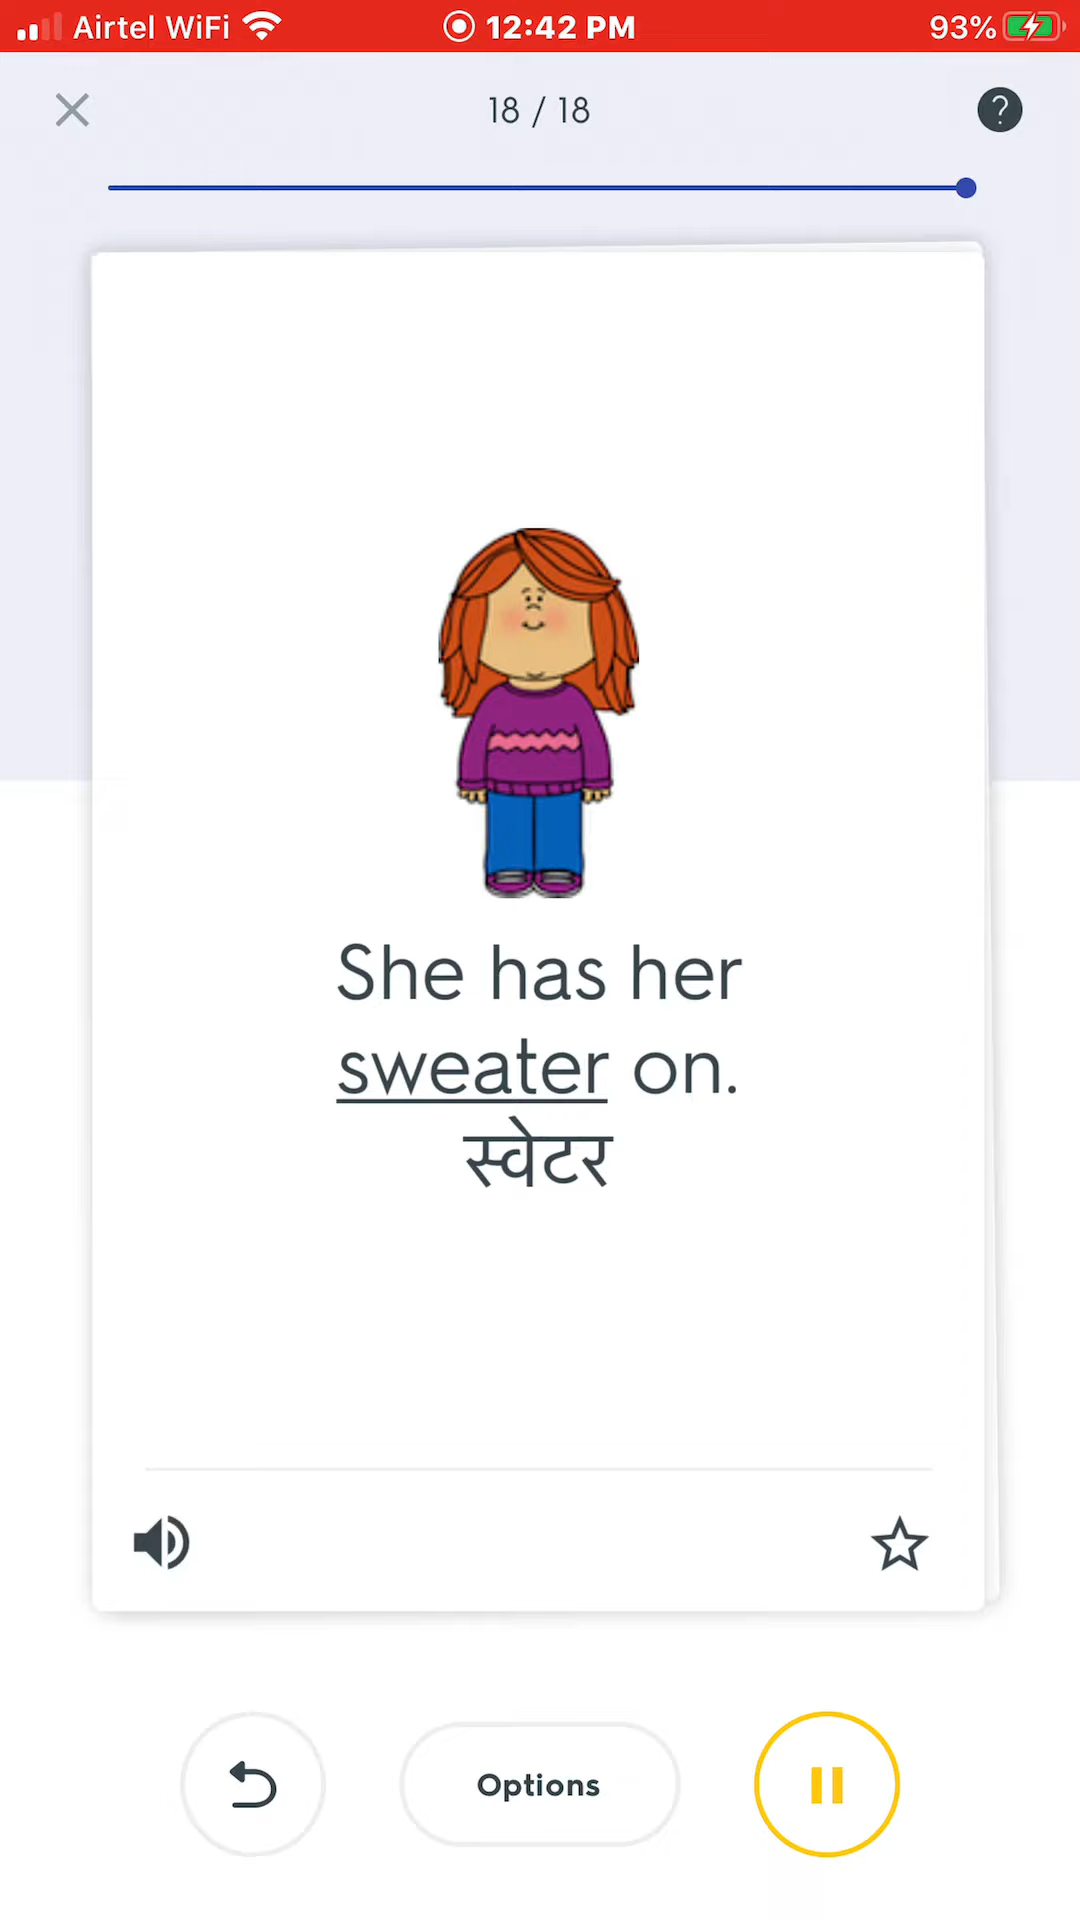 Airtel WiFi 12:42 PM 93%
18 / 18
?
She has her
sweater on.
स्वेटर
Options